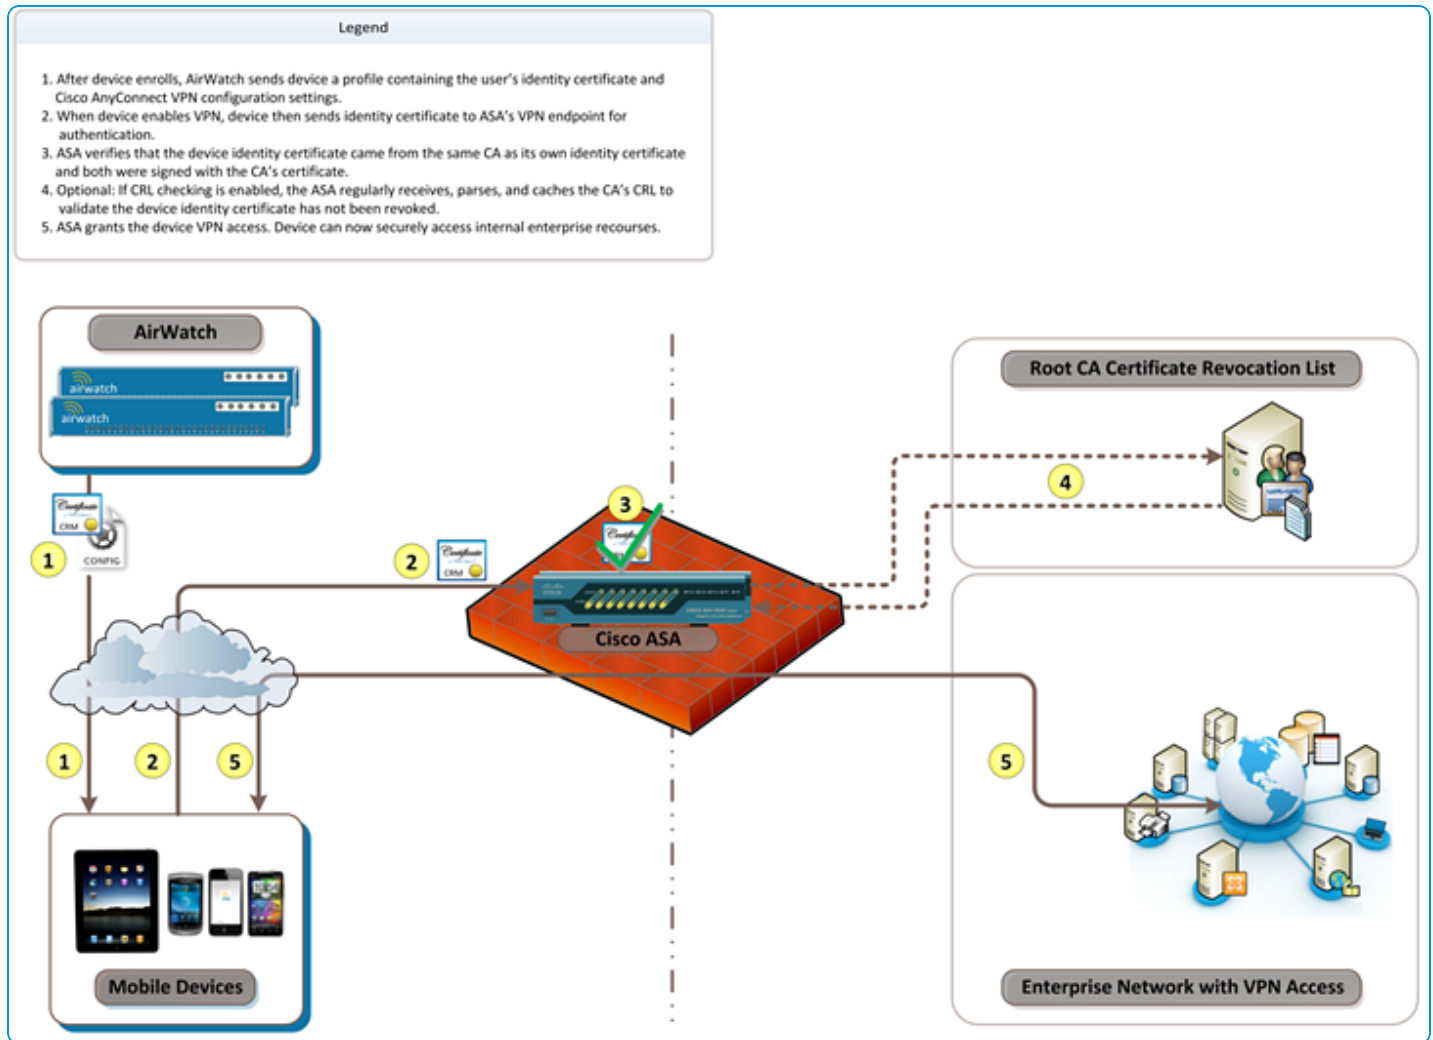 Legend
1. After device enrolls, AirWatch sends device a profile containing the user's identity certificate and
Cisco AnyConnect VPN configuration settings.
2. When device enables VPN, device then sends identity certificate to ASA's VPN endpoint for
authentication.
3. ASA verifies that the device identity certificate came from the same CA as its own identity certificate
and both were signed with the CA's certificate.
4. Optional: If CRL checking is enabled, the ASA regularly receives, parses, and caches the CA's CRL to
validate the device identity certificate has not been revoked.
5. ASA grants the device VPN access. Device can now securely access internal enterprise recourses.
AirWatch
airwatch
airwatch
Root CA Certificate Revocation List
4
Certificate
CRM
1
CONFIG
3
Certificate
2
Certificate
CRM
Cisco ASA
1
2
5
5
Mobile Devices
Enterprise Network with VPN Access